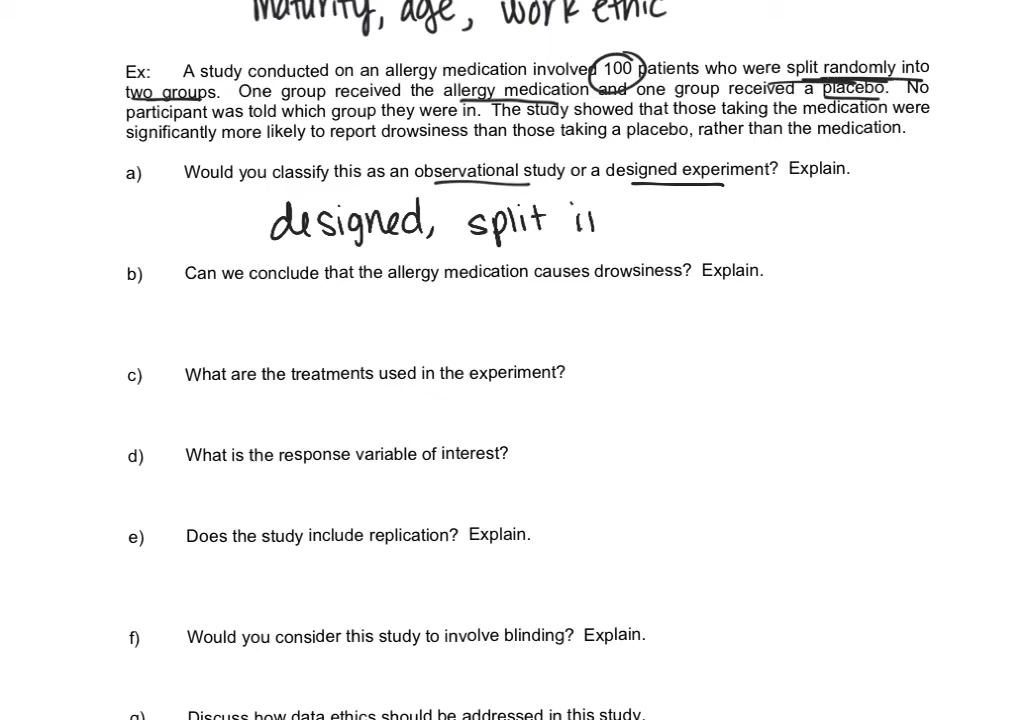 maturity, age, work ethic
Ex: A study conducted on an allergy medication involved 100 patients who were split randomly into
two groups. One group received the allergy medication and one group received a placebo. No
participant was told which group they were in. The study showed that those taking the medication were
significantly more likely to report drowsiness than those taking a placebo, rather than the medication.
a) Would you classify this as an observational study or a designed experiment? Explain.
designed, split
b) Can we conclude that the allergy medication causes drowsiness? Explain.
c) What are the treatments used in the experiment?
d) What is the response variable of interest?
e) Does the study include replication? Explain.
f) Would you consider this study to involve blinding? Explain.
g) Discuss how data ethics should be addressed in this study.